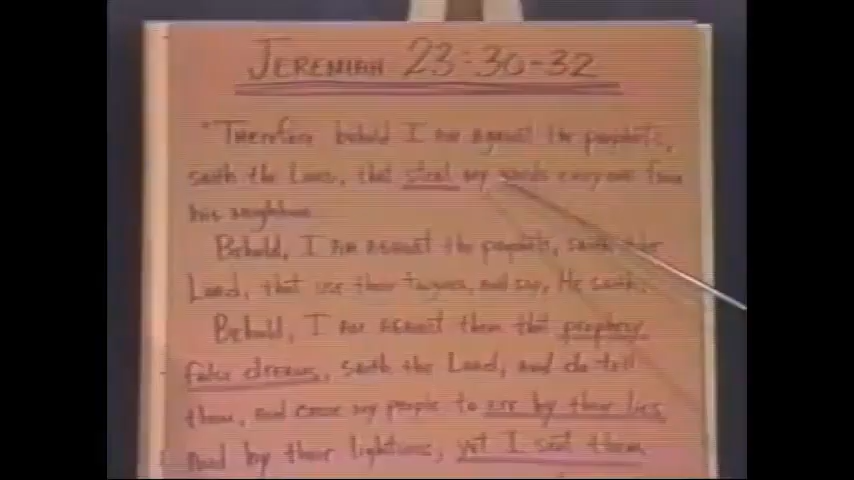 JEREMIAH 23:30-32
"Therefore behold I am against the prophets,
saith the Lord, that steal my words every one from
his neighbour.
Behold, I am against the prophets, saith the
Lord, that use their tongues, and say, He saith.
Behold, I am against them that prophesy
false dreams, saith the Lord, and do tell
them, and cause my people to err by their lies,
and by their lightness, yet I sent them